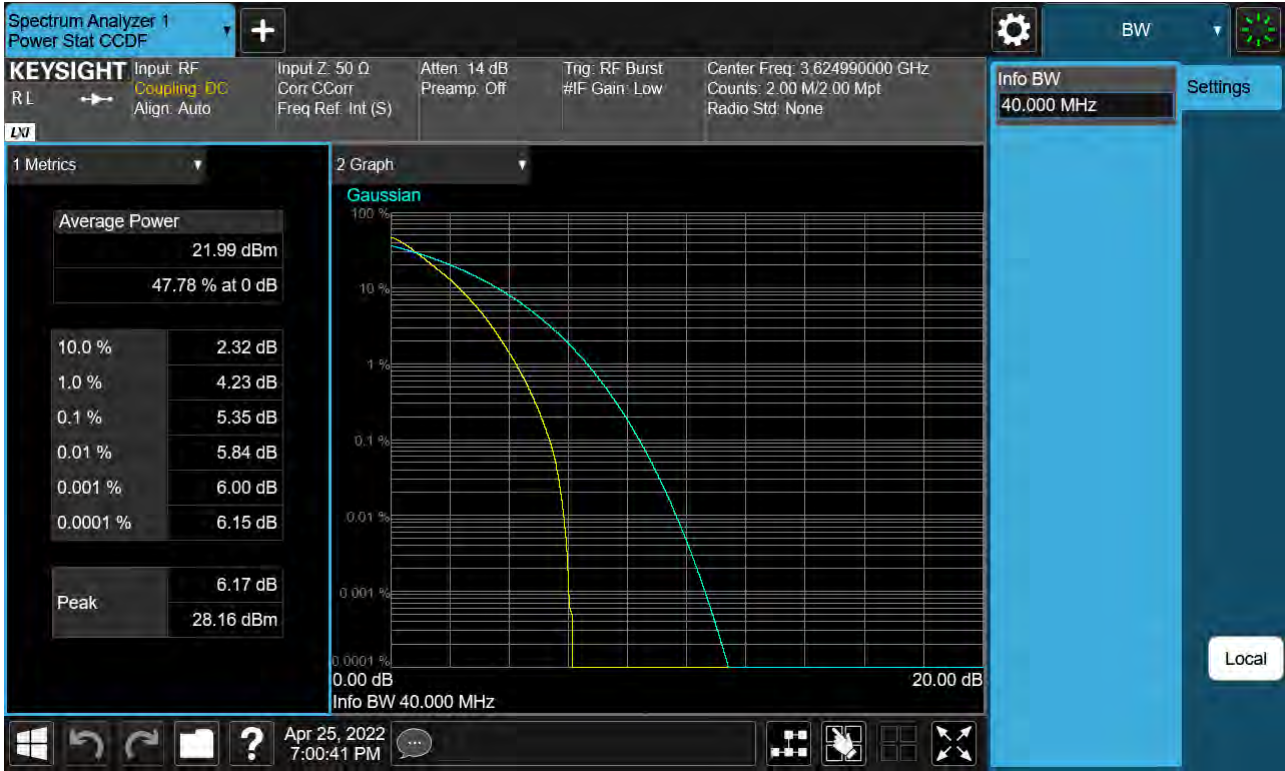 Spectrum Analyzer 1
Power Stat CCDF
+
BW
KEYSIGHT
RL
LXI
Input: RF
Coupling: DC
Align: Auto
Input Z: 50 Ω
Corr CCorr
Freq Ref: Int (S)
Atten: 14 dB
Preamp: Off
Trig: RF Burst
#IF Gain: Low
Center Freq: 3.624990000 GHz
Counts: 2.00 M/2.00 Mpt
Radio Std: None
Info BW
40.000 MHz
Settings
1 Metrics
Average Power
21.99 dBm
47.78 % at 0 dB
10.0 % 2.32 dB
1.0 % 4.23 dB
0.1 % 5.35 dB
0.01 % 5.84 dB
0.001 % 6.00 dB
0.0001 % 6.15 dB
Peak
6.17 dB
28.16 dBm
2 Graph
Gaussian
100 %
10 %
1 %
0.1 %
0.01 %
0.001 %
0.0001 %
0.00 dB 20.00 dB
Info BW 40.000 MHz
Local
?
Apr 25, 2022
7:00:41 PM